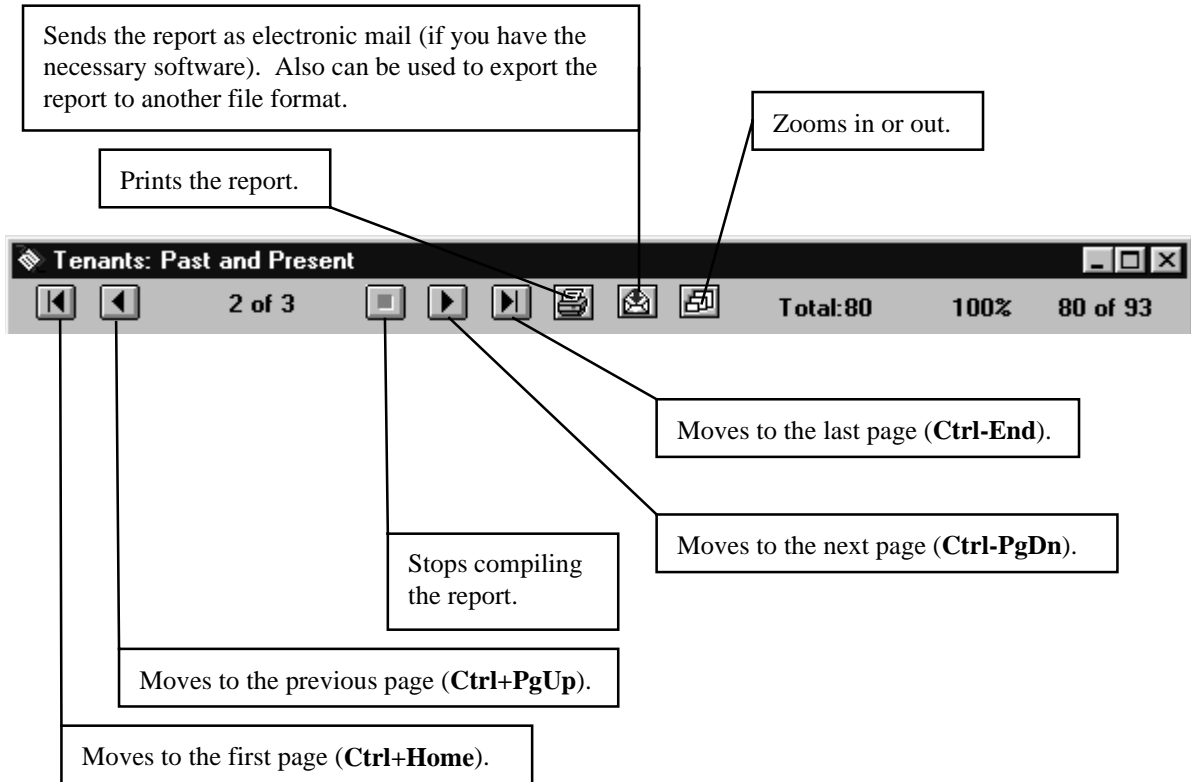 Sends the report as electronic mail (if you have the
necessary software).  Also can be used to export the
report to another file format.
Zooms in or out.
Prints the report.
Tenants: Past and Present
2 of 3
Total:80
100%
80 of 93
Moves to the last page (Ctrl-End).
Moves to the next page (Ctrl-PgDn).
Stops compiling
the report.
Moves to the previous page (Ctrl+PgUp).
Moves to the first page (Ctrl+Home).